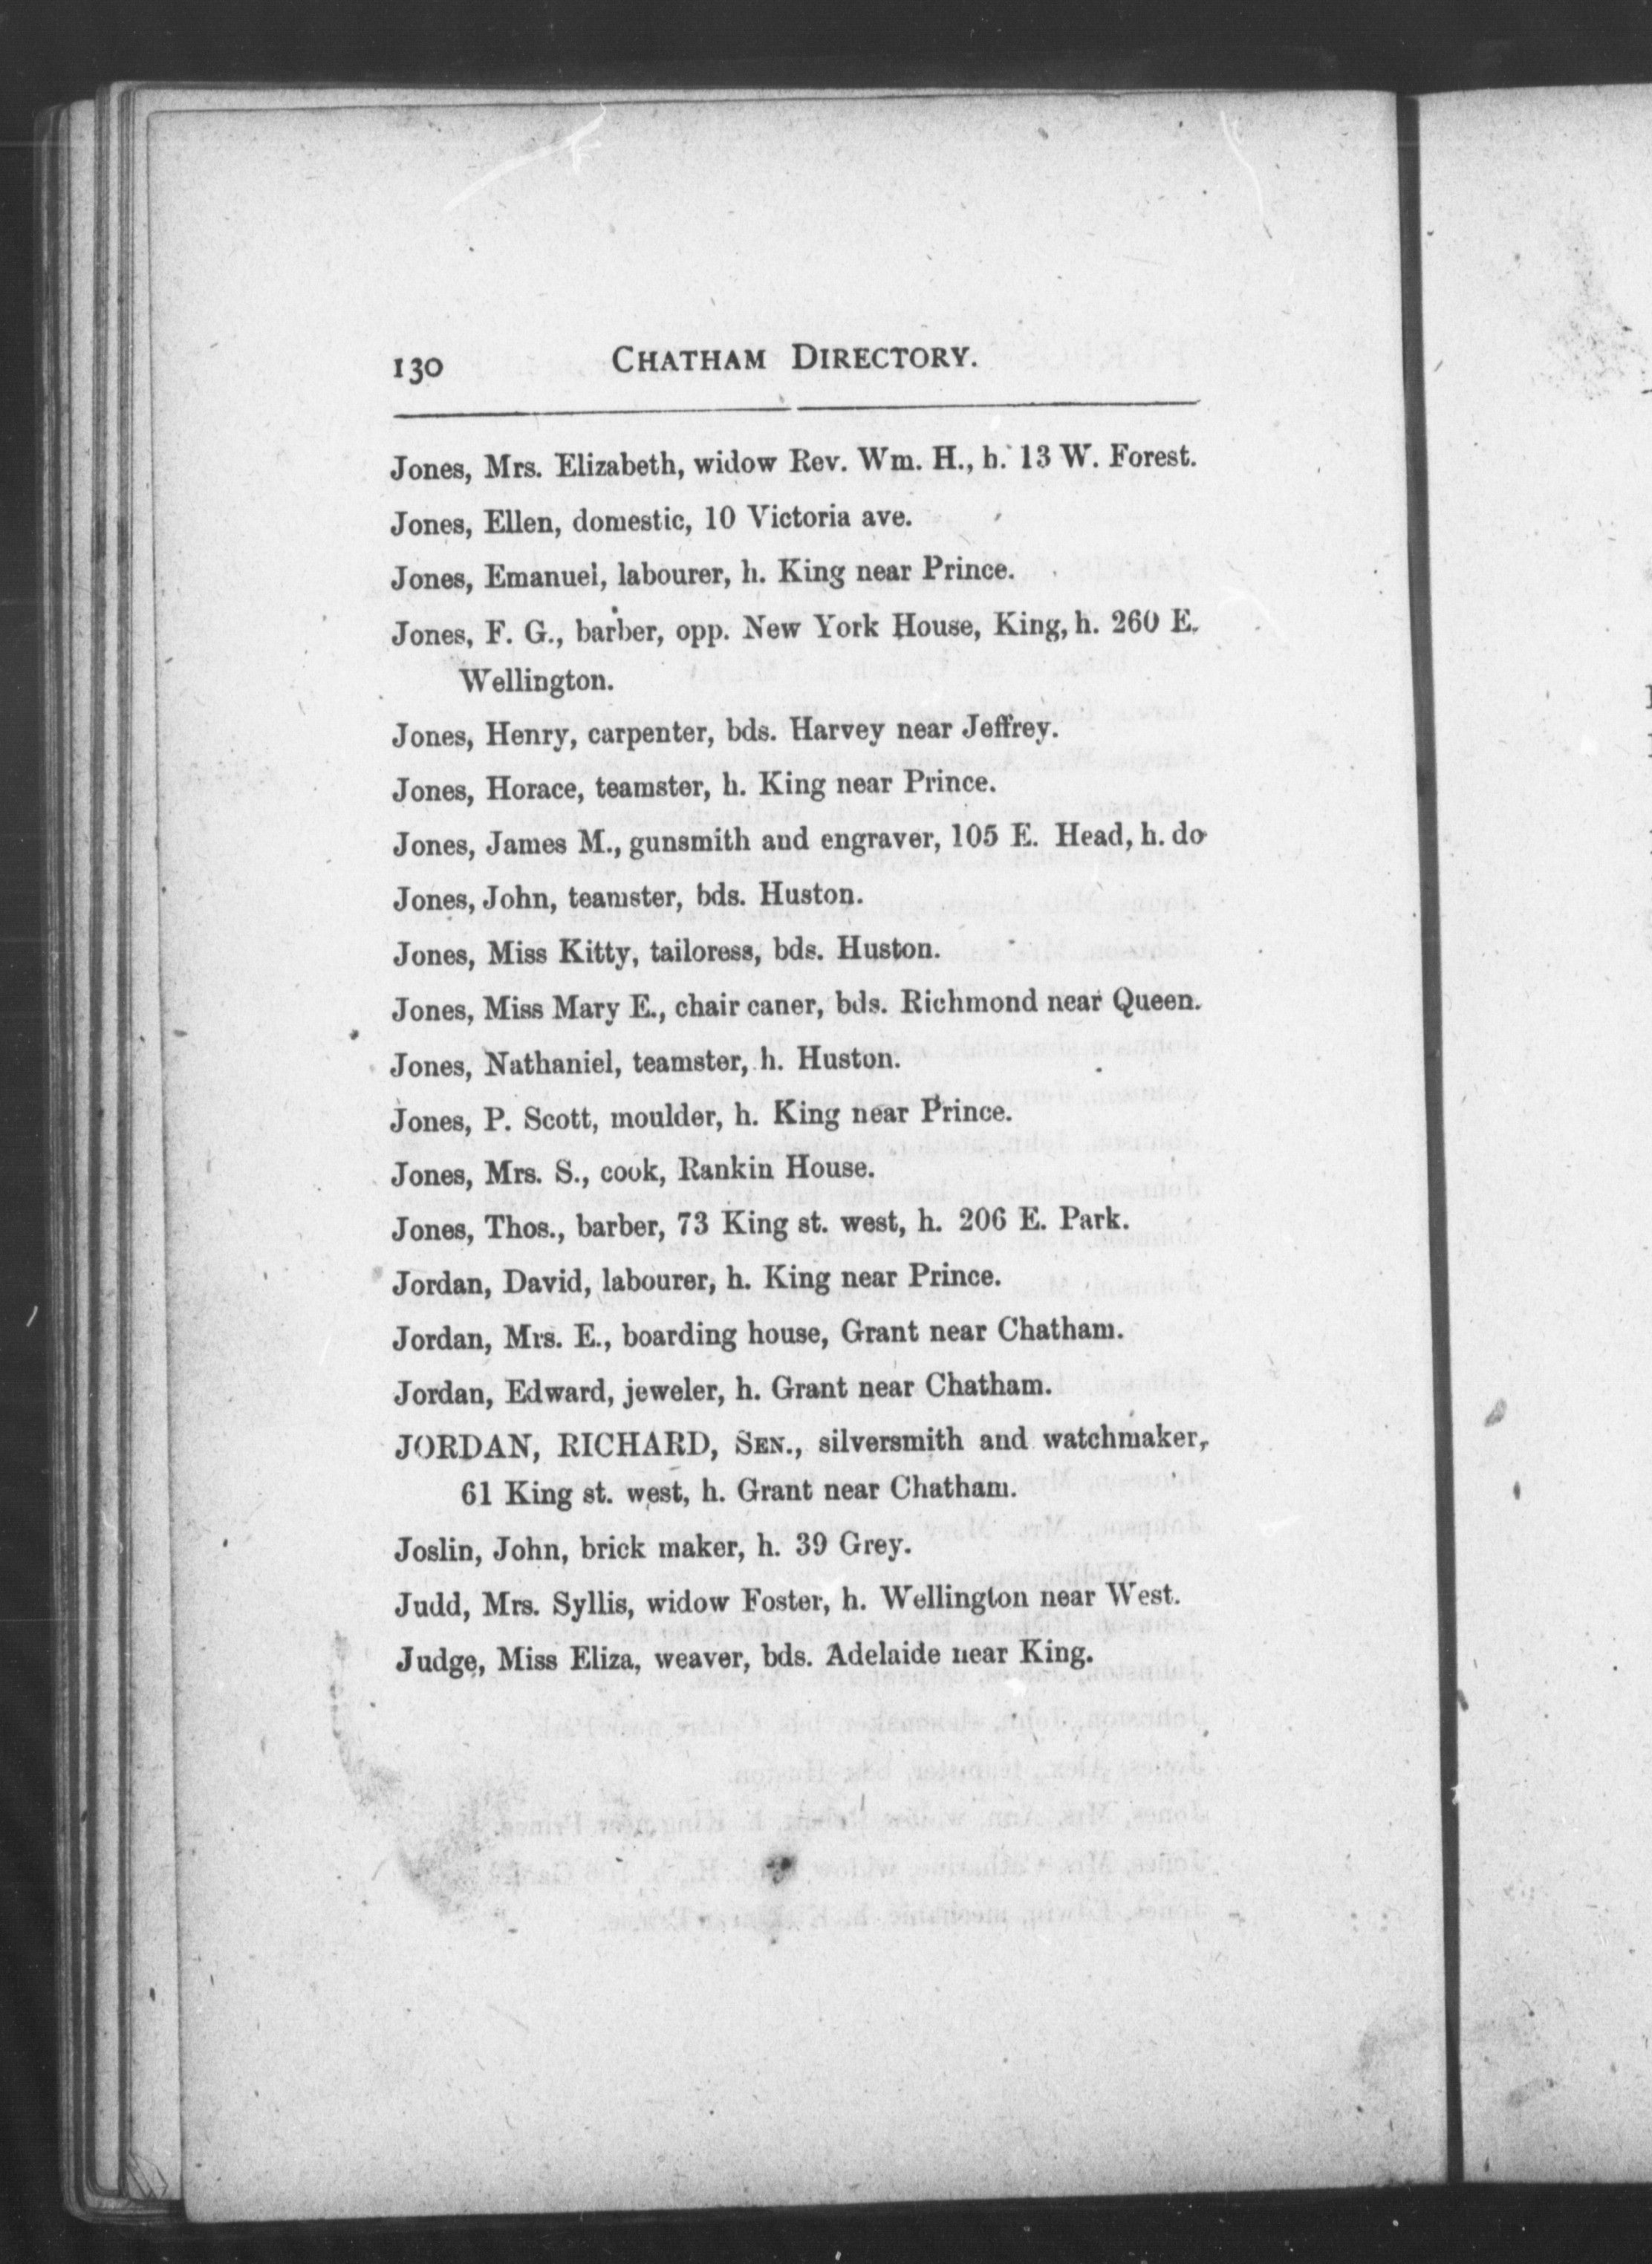 130 CHATHAM DIRECTORY.
Jones, Mrs. Elizabeth, widow Rev. Wm. H., h. 13 W. Forest.
Jones, Ellen, domestic, 10 Victoria ave.
Jones, Emanuel, labourer, h. King near Prince.
Jones, F. G., barber, opp. New York House, King, h. 260 E.
Wellington.
Jones, Henry, carpenter, bds. Harvey near Jeffrey.
Jones, Horace, teamster, h. King near Prince.
Jones, James M., gunsmith and engraver, 105 E. Head, h. do
Jones, John, teamster, bds. Huston.
Jones, Miss Kitty, tailoress, bds. Huston.
Jones, Miss Mary E., chair caner, bds. Richmond near Queen.
Jones, Nathaniel, teamster, h. Huston.
Jones, P. Scott, moulder, h. King near Prince.
Jones, Mrs. S., cook, Rankin House.
Jones, Thos., barber, 73 King st. west, h. 206 E. Park.
Jordan, David, labourer, h. King near Prince.
Jordan, Mrs. E., boarding house, Grant near Chatham.
Jordan, Edward, jeweler, h. Grant near Chatham.
JORDAN, RICHARD, SEN., silversmith and watchmaker,
61 King st. west, h. Grant near Chatham.
Joslin, John, brick maker, h. 39 Grey.
Judd, Mrs. Syllis, widow Foster, h. Wellington near West.
Judge, Miss Eliza, weaver, bds. Adelaide near King.